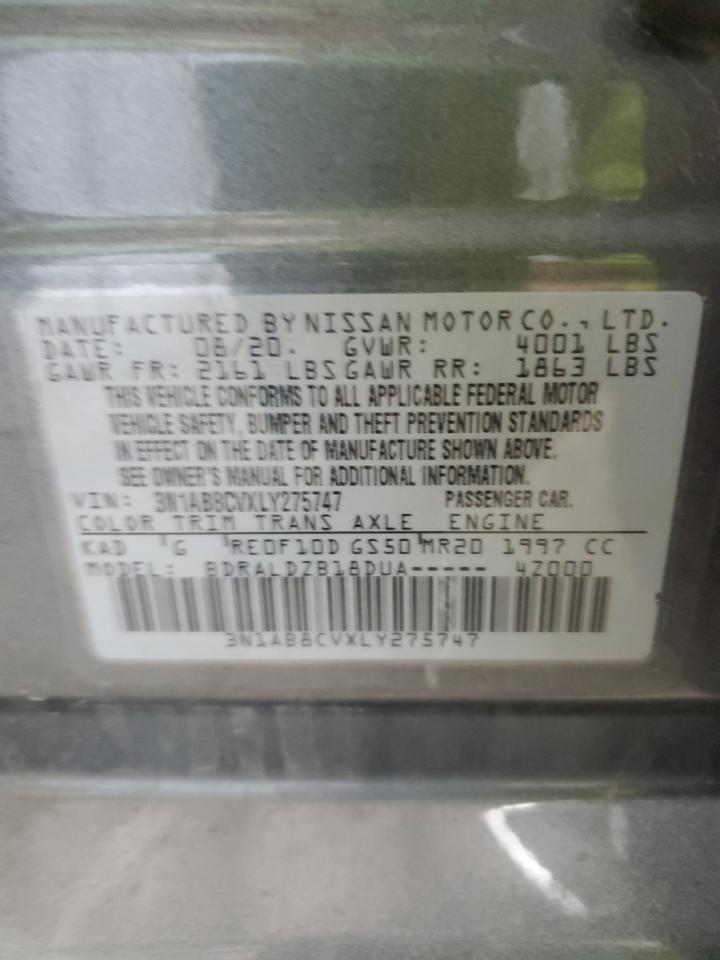 MANUFACTURED BY NISSAN MOTOR CO., LTD.
DATE: 08/20. GVWR: 4001 LBS
GAWR FR: 2161 LBS GAWR RR: 1863 LBS
THIS VEHICLE CONFORMS TO ALL APPLICABLE FEDERAL MOTOR
VEHICLE SAFETY, BUMPER AND THEFT PREVENTION STANDARDS
IN EFFECT ON THE DATE OF MANUFACTURE SHOWN ABOVE.
SEE OWNER'S MANUAL FOR ADDITIONAL INFORMATION.
VIN: 3N1AB8CVXLY275747 PASSENGER CAR.
COLOR TRIM TRANS AXLE ENGINE
KAD G RE0F10D GS50 MR20 1997 CC
MODEL: BDRALDZB18DUA----- 4Z000
3N1AB8CVXLY275747